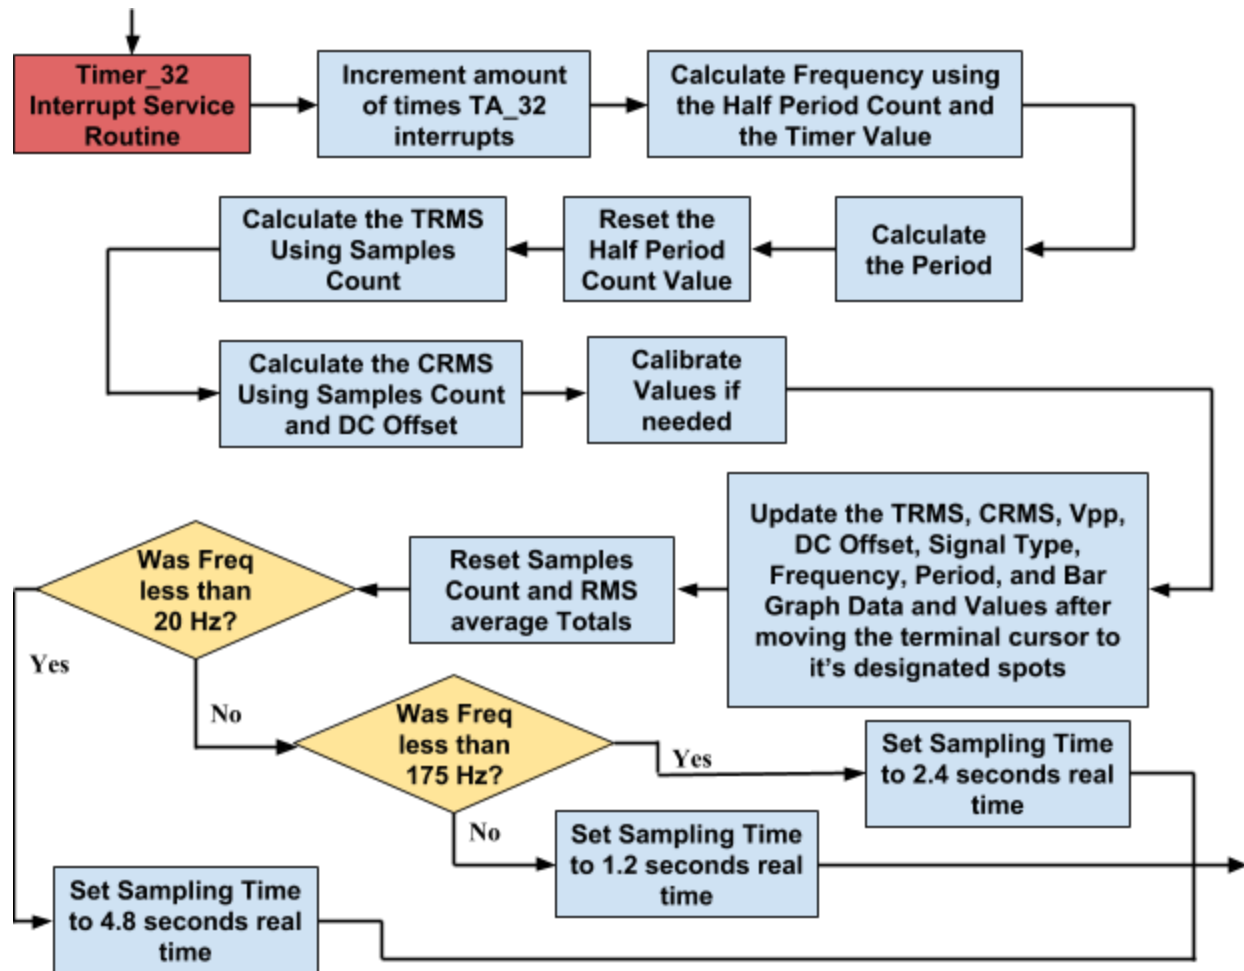 Timer_32
Interrupt Service
Routine
Increment amount
of times TA_32
interrupts
Calculate Frequency using
the Half Period Count and
the Timer Value
Calculate
the Period
Reset the
Half Period
Count Value
Calculate the TRMS
Using Samples
Count
Calculate the CRMS
Using Samples Count
and DC Offset
Calibrate
Values if
needed
Update the TRMS, CRMS, Vpp,
DC Offset, Signal Type,
Frequency, Period, and Bar
Graph Data and Values after
moving the terminal cursor to
it's designated spots
Reset Samples
Count and RMS
average Totals
Was Freq
less than
20 Hz?
Yes
No
Was Freq
less than
175 Hz?
Yes
Set Sampling Time
to 2.4 seconds real
time
No
Set Sampling Time
to 1.2 seconds real
time
Set Sampling Time
to 4.8 seconds real
time